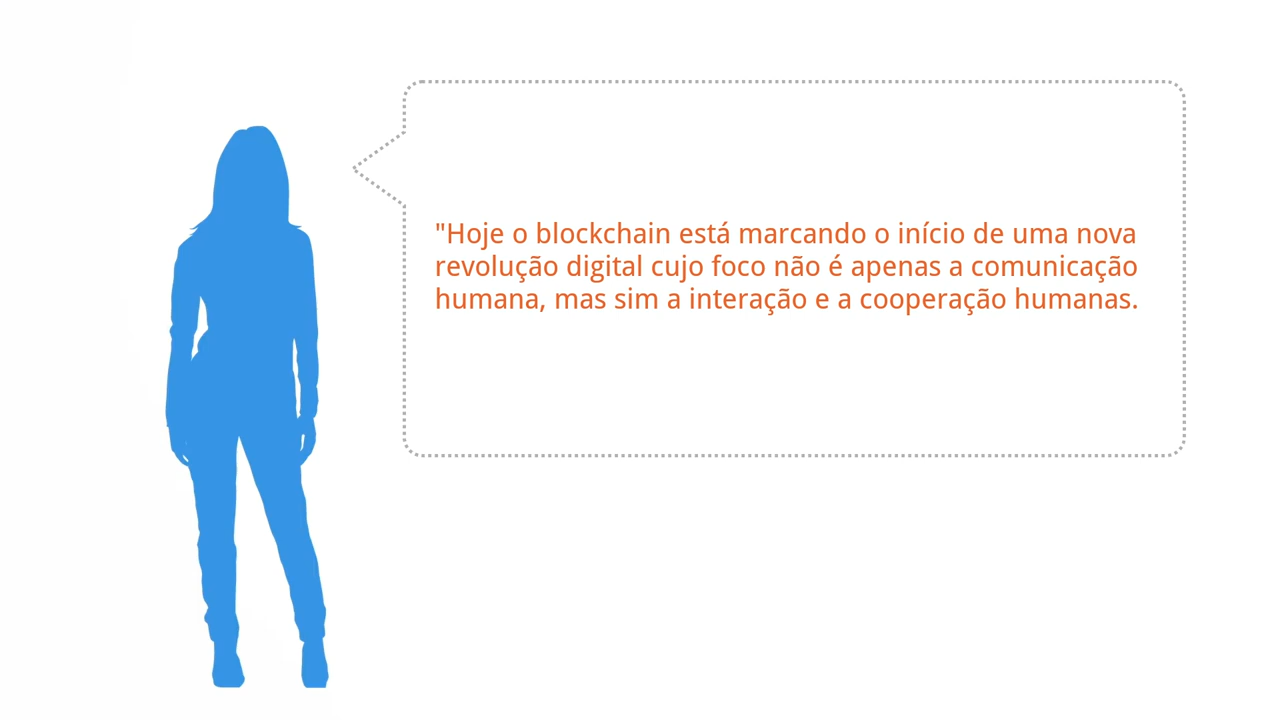 "Hoje o blockchain está marcando o início de uma nova
revolução digital cujo foco não é apenas a comunicação
humana, mas sim a interação e a cooperação humanas.